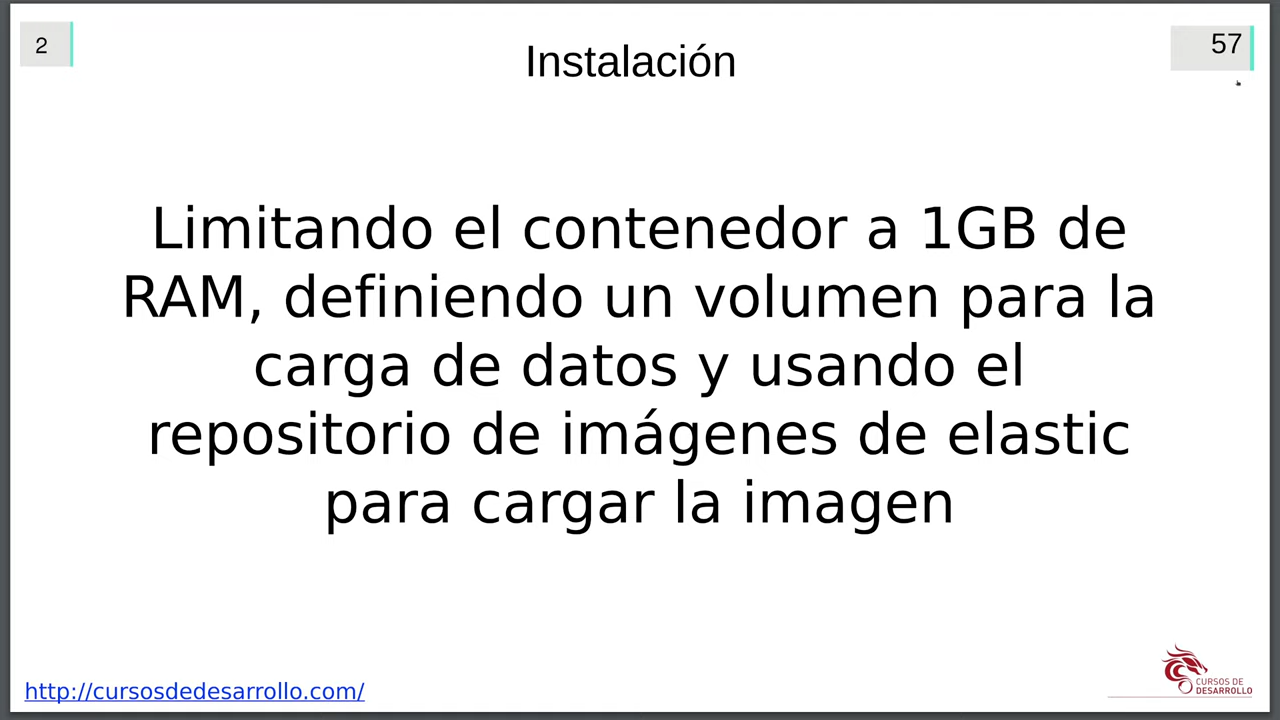 2
Instalación
57
Limitando el contenedor a 1GB de
RAM, definiendo un volumen para la
carga de datos y usando el
repositorio de imágenes de elastic
para cargar la imagen
http://cursosdedesarrollo.com/
CURSOS DE
DESARROLLO